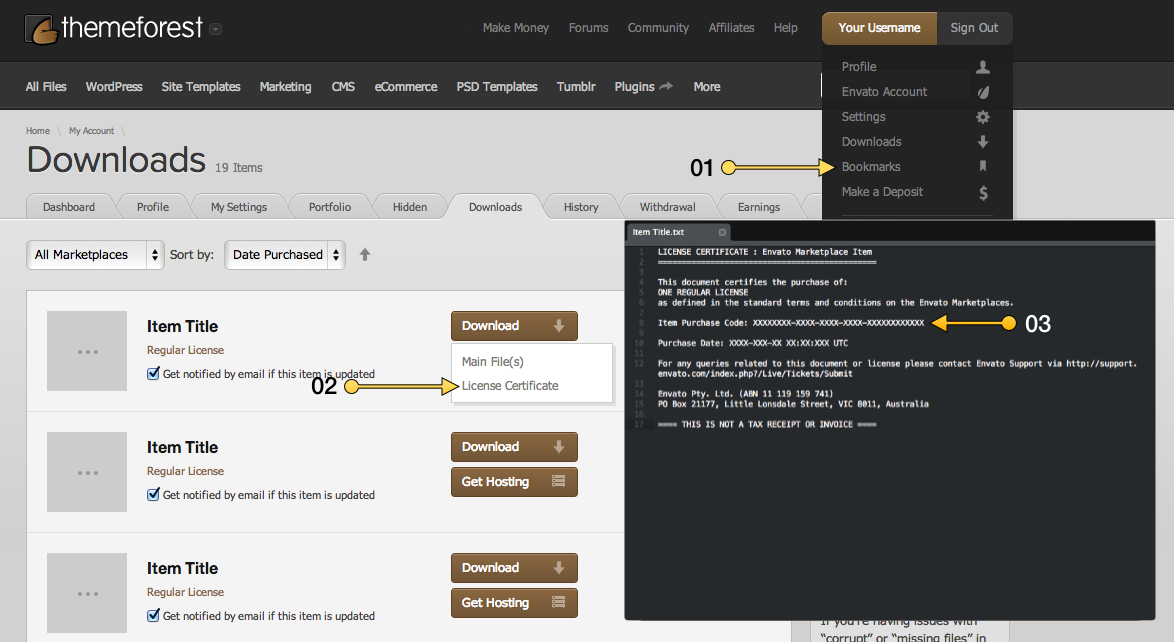 themeforest
Make Money Forums Community Affiliates Help Your Username Sign Out
Profile
Envato Account
Settings
Downloads
Bookmarks
Make a Deposit $
All Files WordPress Site Templates Marketing CMS eCommerce PSD Templates Tumblr Plugins More
Home \ My Account \
Downloads 19 Items
01
Dashboard Profile My Settings Portfolio Hidden Downloads History Withdrawal Earnings
All Marketplaces Sort by: Date Purchased
Item Title
Regular License
Get notified by email if this item is updated
Download
Main File(s)
License Certificate
02
Item Title
Regular License
Get notified by email if this item is updated
Download
Get Hosting
Item Title
Regular License
Get notified by email if this item is updated
Download
Get Hosting
Item Title.txt
1 LICENSE CERTIFICATE : Envato Marketplace Item
2 ==============================================
3
4 This document certifies the purchase of:
5 ONE REGULAR LICENSE
6 as defined in the standard terms and conditions on the Envato Marketplaces.
7
8 Item Purchase Code: XXXXXXXX-XXXX-XXXX-XXXX-XXXXXXXXXXXX
03
9
10 Purchase Date: XXXX-XXX-XX XX:XX:XXX UTC
11
12 For any queries related to this document or license please contact Envato Support via http://support.
envato.com/index.php?/Live/Tickets/Submit
13
14 Envato Pty. Ltd. (ABN 11 119 159 741)
15 PO Box 21177, Little Lonsdale Street, VIC 8011, Australia
16
17 ==== THIS IS NOT A TAX RECEIPT OR INVOICE ====
If you're having issues with
"corrupt" or "missing files" in